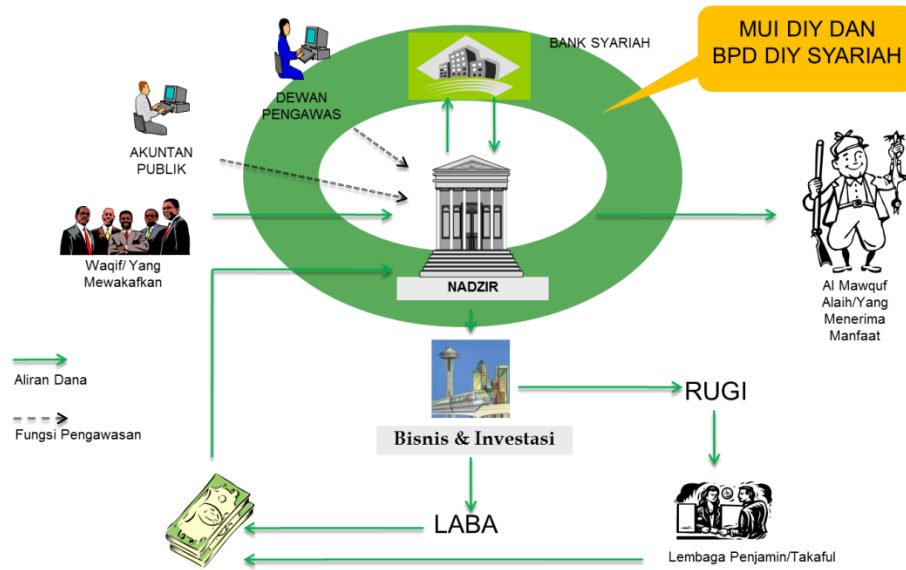 MUI DIY DAN
BPD DIY SYARIAH
BANK SYARIAH
DEWAN
PENGAWAS
AKUNTAN
PUBLIK
Waqif/ Yang
Mewakafkan
NADZIR
Al Mawquf
Alaih/Yang
Menerima
Manfaat
Aliran Dana
Fungsi Pengawasan
Bisnis & Investasi
RUGI
LABA
Lembaga Penjamin/Takaful